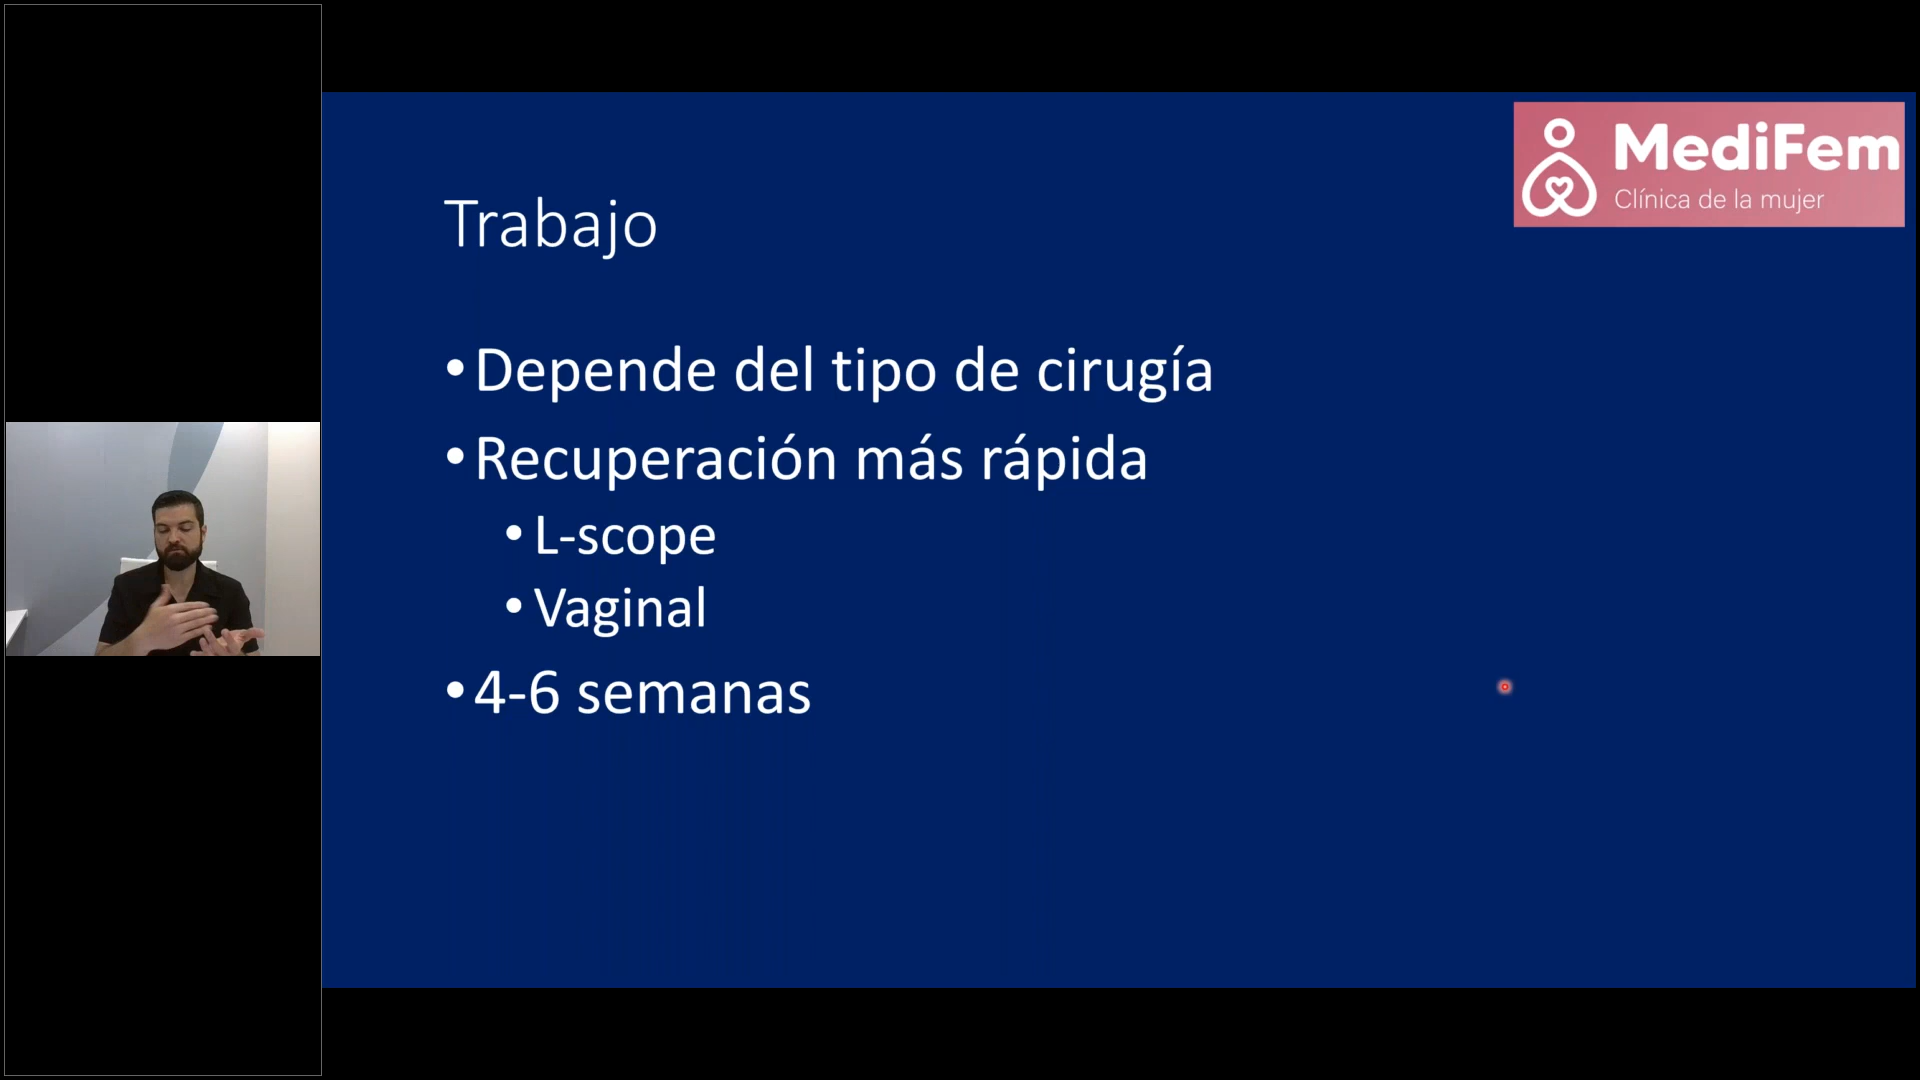 MediFem
Clínica de la mujer
Trabajo
• Depende del tipo de cirugía
• Recuperación más rápida
• L-scope
• Vaginal
• 4-6 semanas